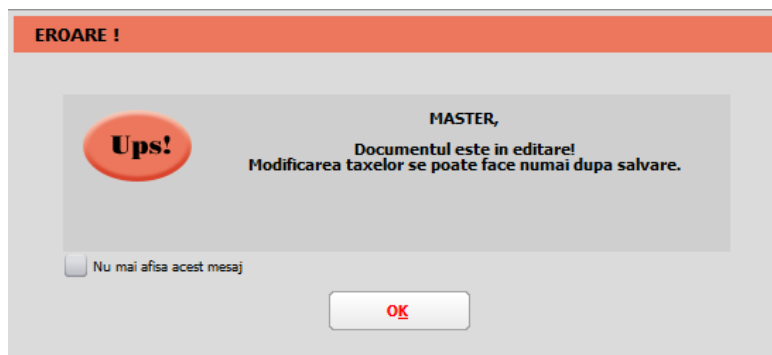 EROARE !
Ups!
MASTER,
Documentul este in editare!
Modificarea taxelor se poate face numai dupa salvare.
Nu mai afisa acest mesaj
OK